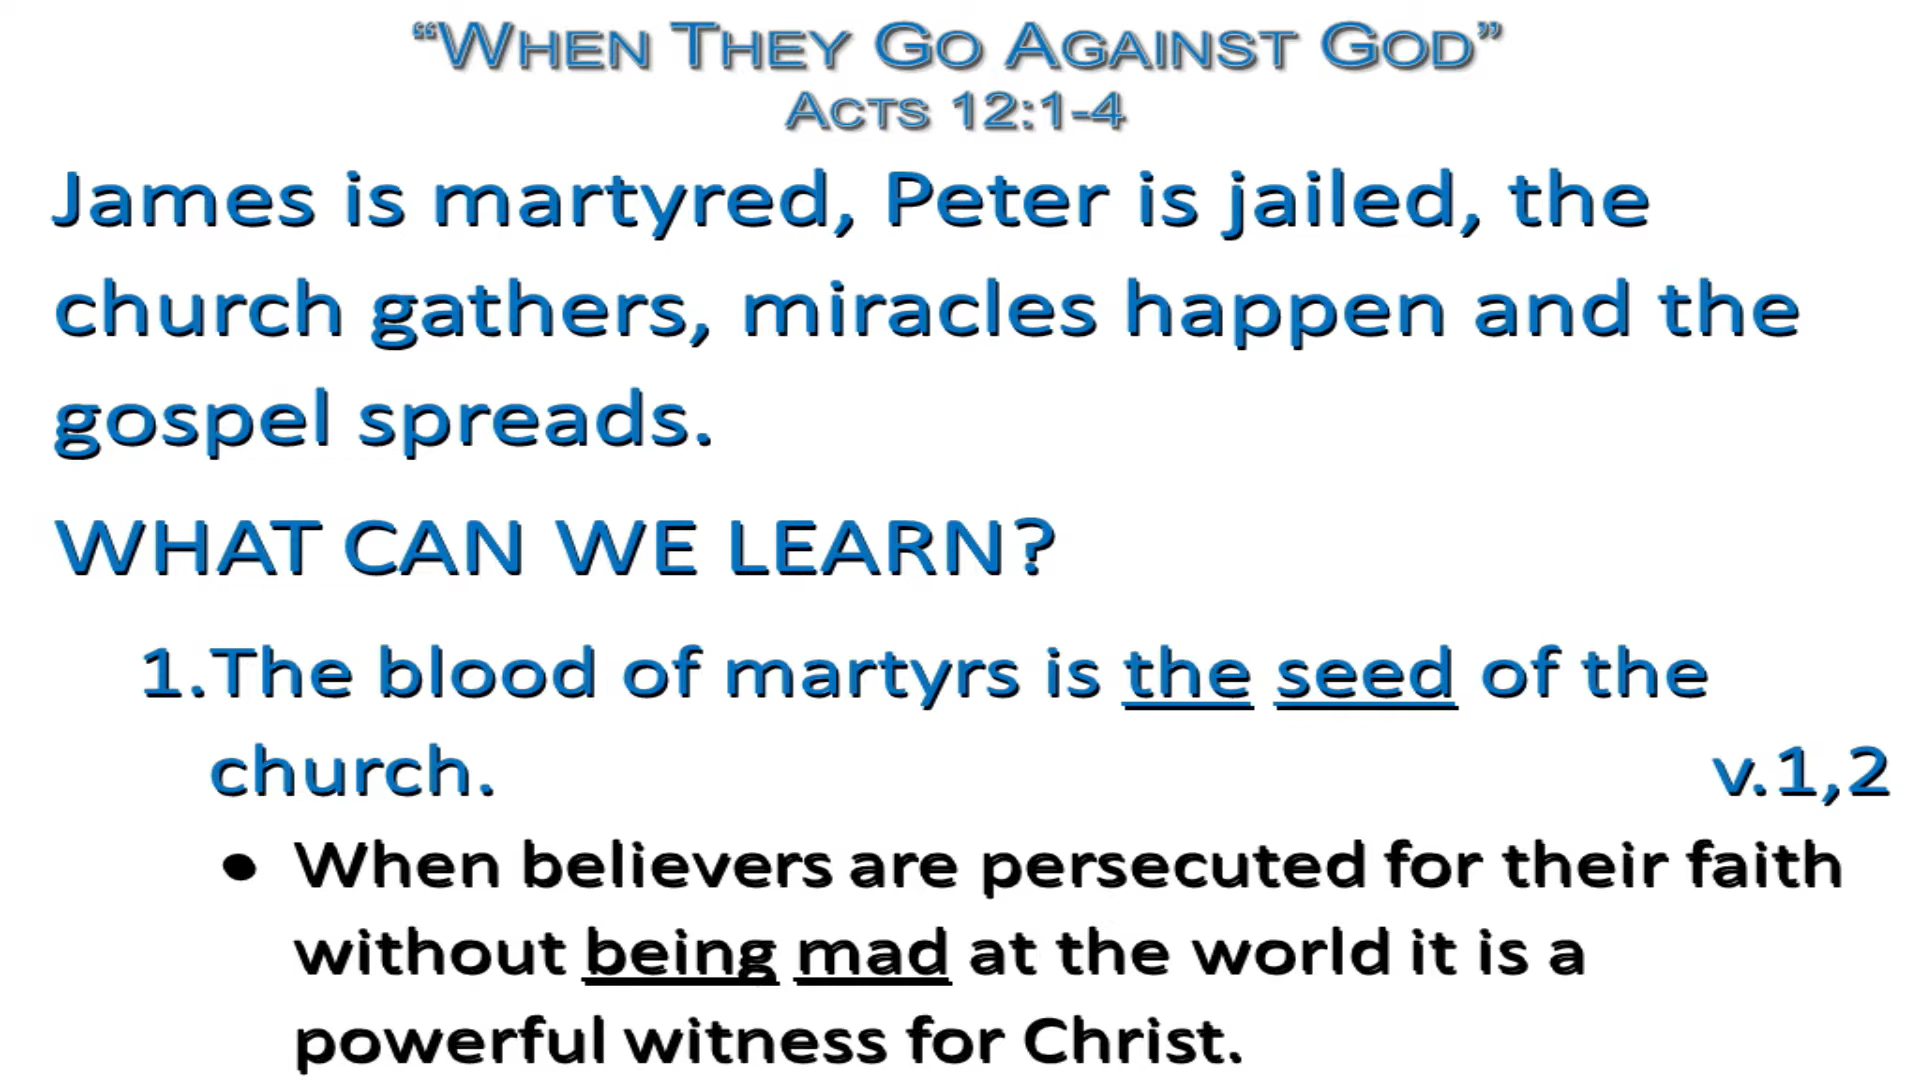 “When They Go Against God”
Acts 12:1-4
James is martyred, Peter is jailed, the
church gathers, miracles happen and the
gospel spreads.
WHAT CAN WE LEARN?
1.The blood of martyrs is the seed of the
church. v.1,2
• When believers are persecuted for their faith
without being mad at the world it is a
powerful witness for Christ.